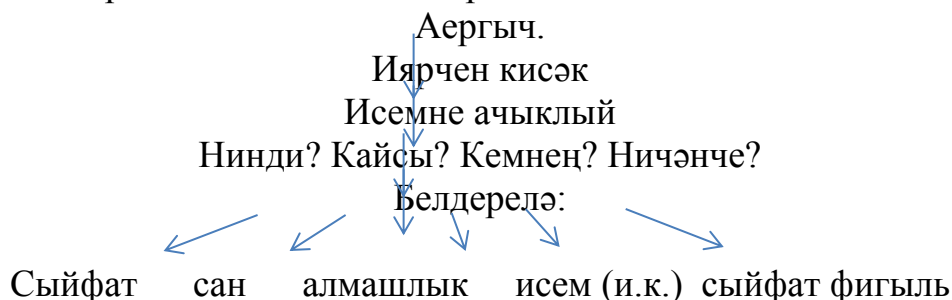 Аергыч.
Иярчен кисәк
Исемне ачыклый
Нинди? Кайсы? Кемнең? Ничәнче?
Белдерелә:
Сыйфат сан алмашлык исем (и.к.) сыйфат фигыль